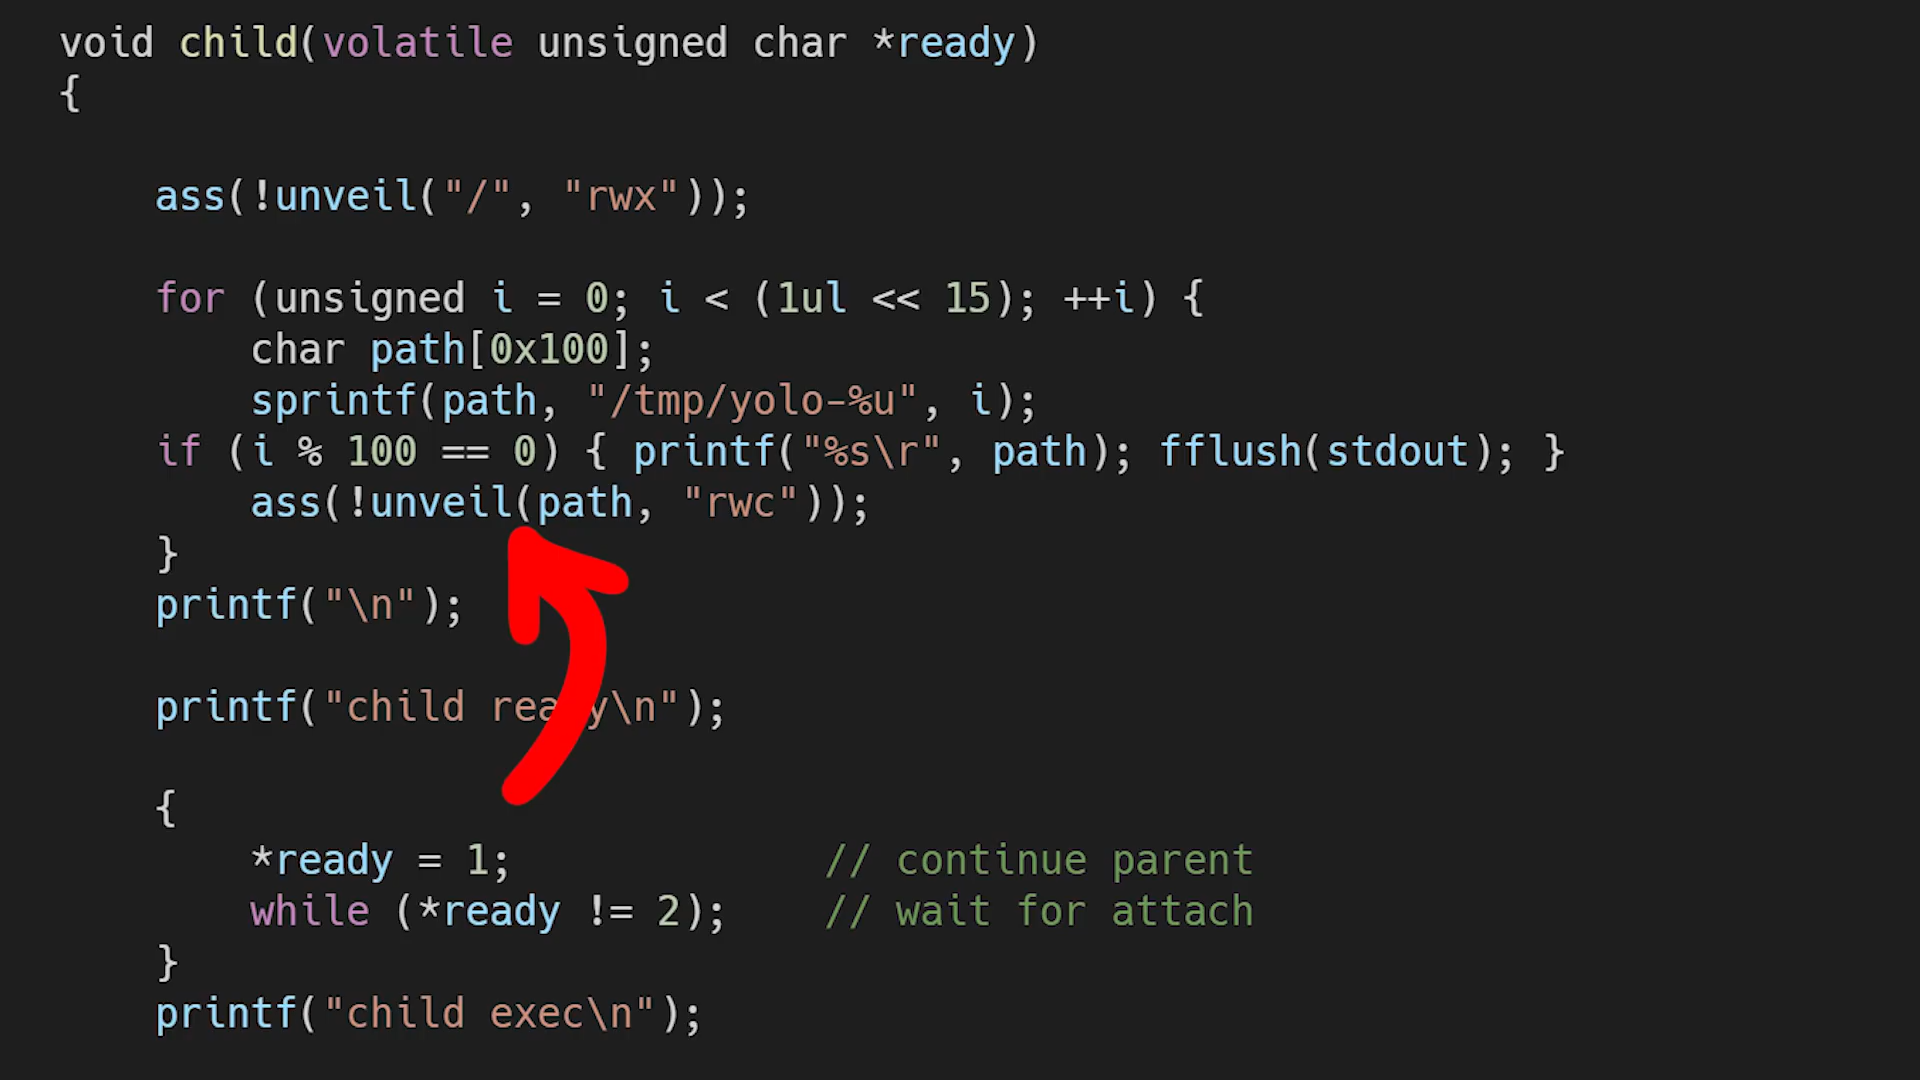 void child(volatile unsigned char *ready)
{
ass(!unveil("/", "rwx"));
for (unsigned i = 0; i < (1ul << 15); ++i) {
char path[0x100];
sprintf(path, "/tmp/yolo-%u", i);
if (i % 100 == 0) { printf("%s\r", path); fflush(stdout); }
ass(!unveil(path, "rwc"));
}
printf("\n");
printf("child ready\n");
{
*ready = 1; // continue parent
while (*ready != 2); // wait for attach
}
printf("child exec\n");